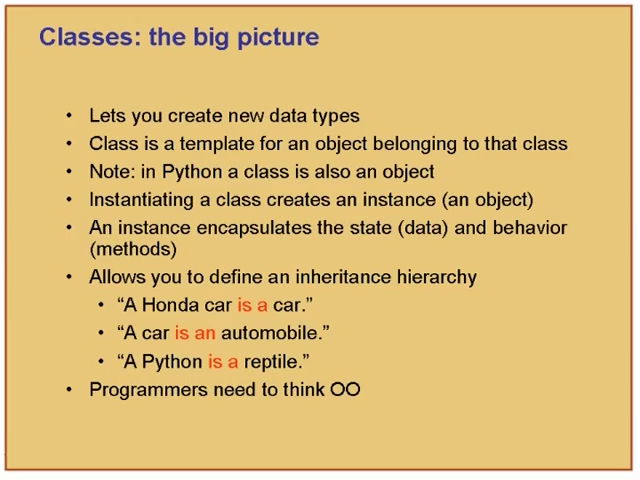 Classes: the big picture
• Lets you create new data types
• Class is a template for an object belonging to that class
• Note: in Python a class is also an object
• Instantiating a class creates an instance (an object)
• An instance encapsulates the state (data) and behavior
(methods)
• Allows you to define an inheritance hierarchy
• “A Honda car is a car.”
• “A car is an automobile.”
• “A Python is a reptile.”
• Programmers need to think OO